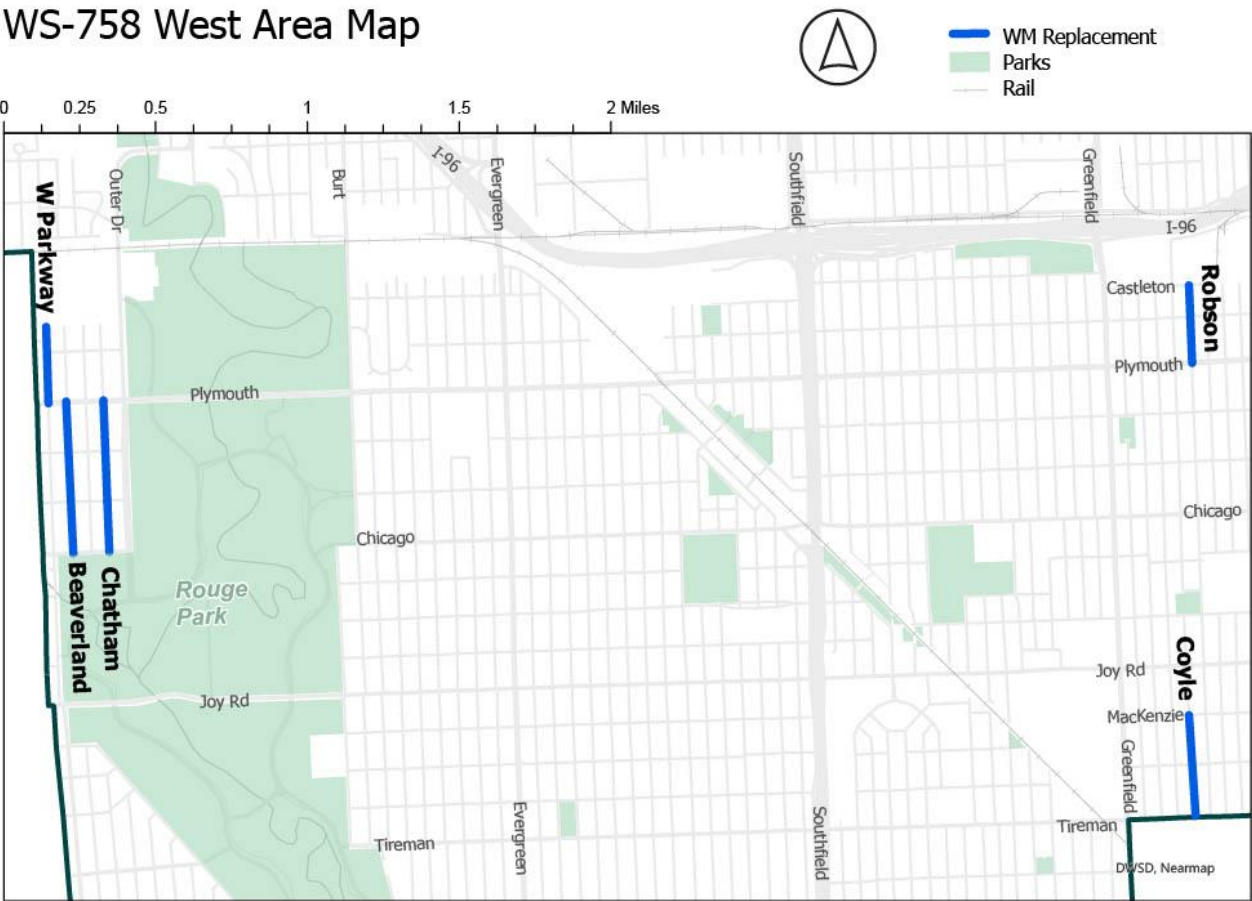 WS-758 West Area Map
WM Replacement
Parks
Rail
0 0.25 0.5 1 1.5 2 Miles
W Parkway
Outer Dr
Burt
I-96
Evergreen
Southfield
Greenfield
I-96
Castleton
Robson
Plymouth
Plymouth
Chicago
Chicago
Beaverland
Chatham
Rouge
Park
Joy Rd
Joy Rd
Coyle
MacKenzie
Greenfield
Evergreen
Southfield
Tireman
Tireman
DWSD, Nearmap